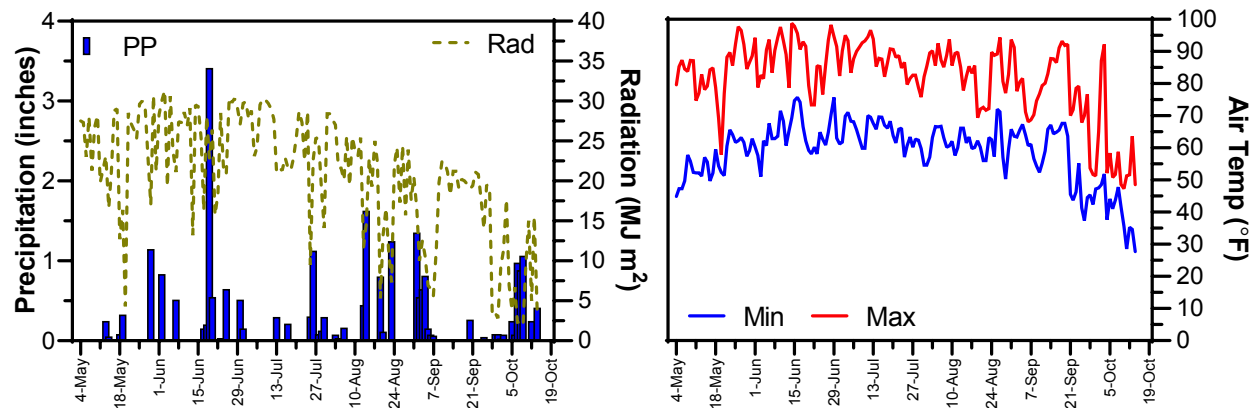 PP
Rad
Precipitation (inches)
4
3
2
1
0
40
35
30
25
20
15
10
5
0
Radiation (MJ m²)
4-May
18-May
1-Jun
15-Jun
29-Jun
13-Jul
27-Jul
10-Aug
24-Aug
7-Sep
21-Sep
5-Oct
19-Oct
Min
Max
100
90
80
70
60
50
40
30
20
10
0
Air Temp (°F)
4-May
18-May
1-Jun
15-Jun
29-Jun
13-Jul
27-Jul
10-Aug
24-Aug
7-Sep
21-Sep
5-Oct
19-Oct